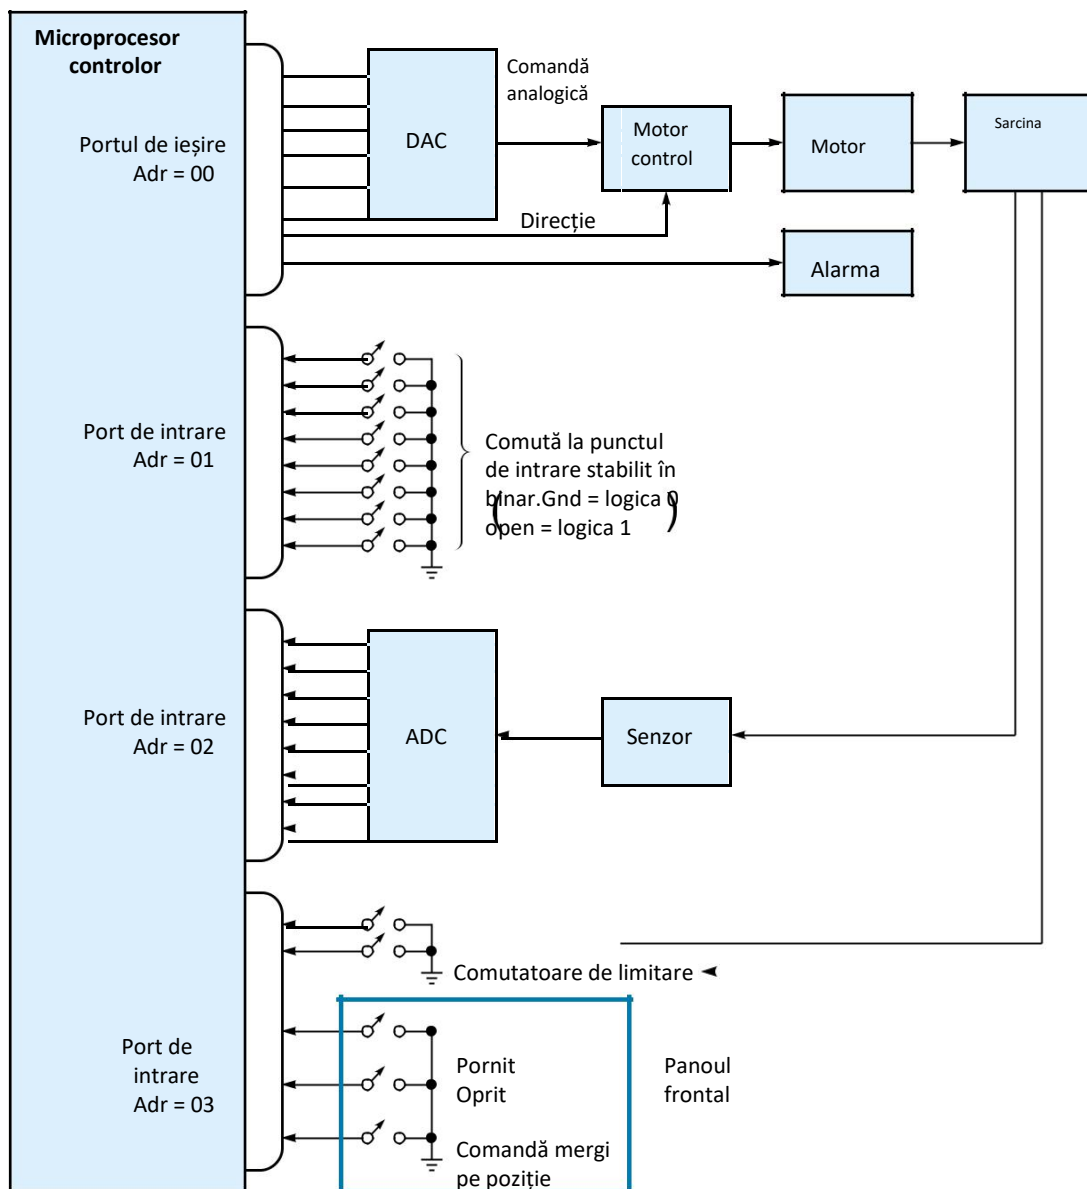 Microprocesor
controlor
Portul de ieșire
Adr = 00
DAC
Comandă
analogică
Motor
control
Motor
Sarcina
Direcție
Alarma
Port de intrare
Adr = 01
Comută la punctul
de intrare stabilit în
binar.Gnd = logica 0
(open = logica 1 )
Port de intrare
Adr = 02
ADC
Senzor
Comutatoare de limitare
Port de
intrare
Adr = 03
Pornit
Oprit
Comandă mergi
pe poziție
Panoul
frontal